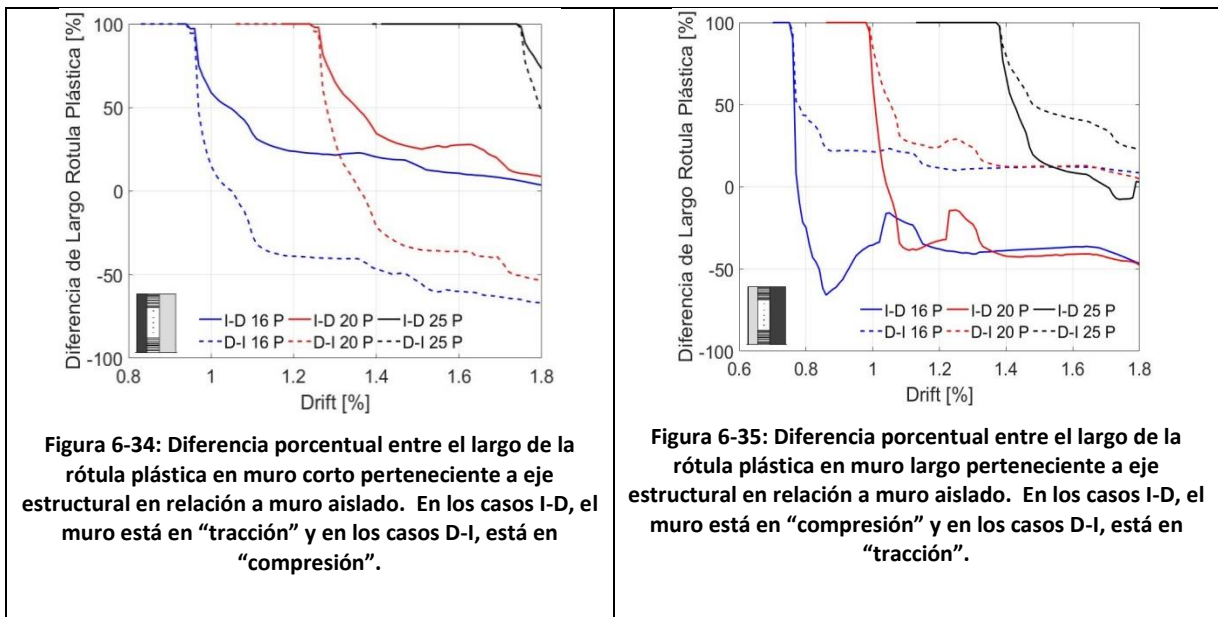 Diferencia de Largo Rotula Plástica [%]
100
50
0
-50
-100
I-D 16 P I-D 20 P I-D 25 P
D-I 16 P D-I 20 P D-I 25 P
0.8 1 1.2 1.4 1.6 1.8
Drift [%]
Figura 6-34: Diferencia porcentual entre el largo de la
rótula plástica en muro corto perteneciente a eje
estructural en relación a muro aislado. En los casos I-D, el
muro está en “tracción” y en los casos D-I, está en
“compresión”.
Diferencia de Largo Rotula Plástica [%]
100
50
0
-50
-100
I-D 16 P I-D 20 P I-D 25 P
D-I 16 P D-I 20 P D-I 25 P
0.6 0.8 1 1.2 1.4 1.6 1.8
Drift [%]
Figura 6-35: Diferencia porcentual entre el largo de la
rótula plástica en muro largo perteneciente a eje
estructural en relación a muro aislado. En los casos I-D, el
muro está en “compresión” y en los casos D-I, está en
“tracción”.